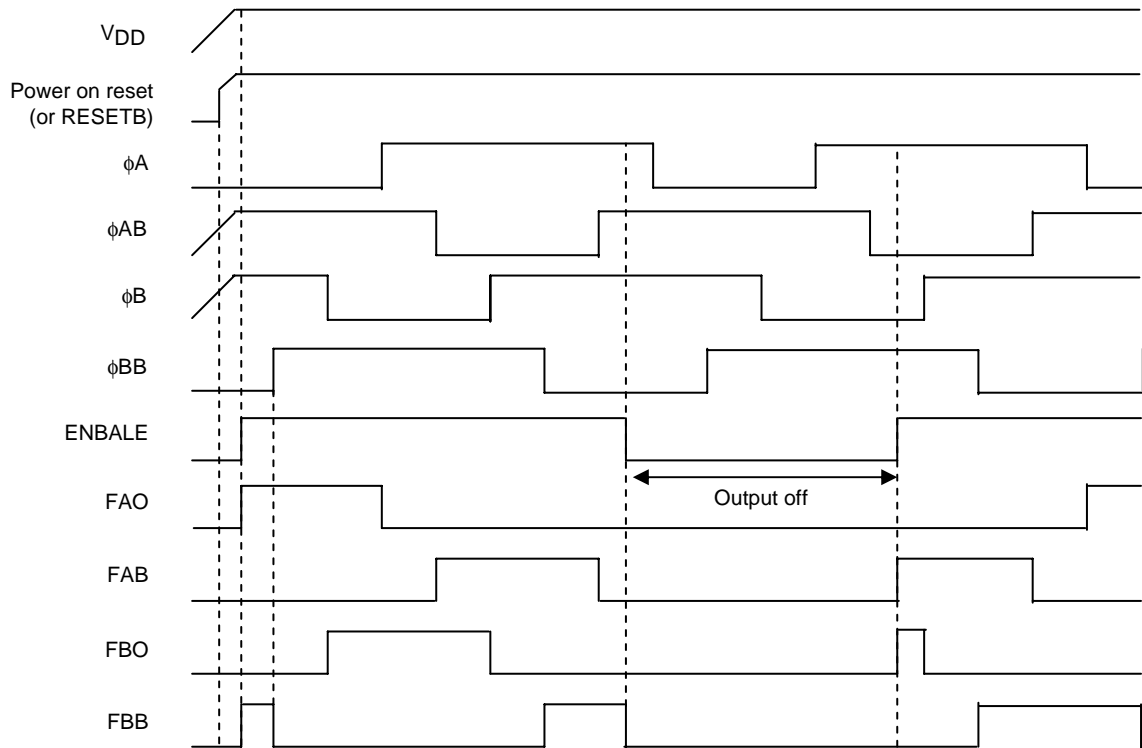 VDD
Power on reset
(or RESETB)
ϕA
ϕAB
ϕB
ϕBB
ENBALE
Output off
FAO
FAB
FBO
FBB